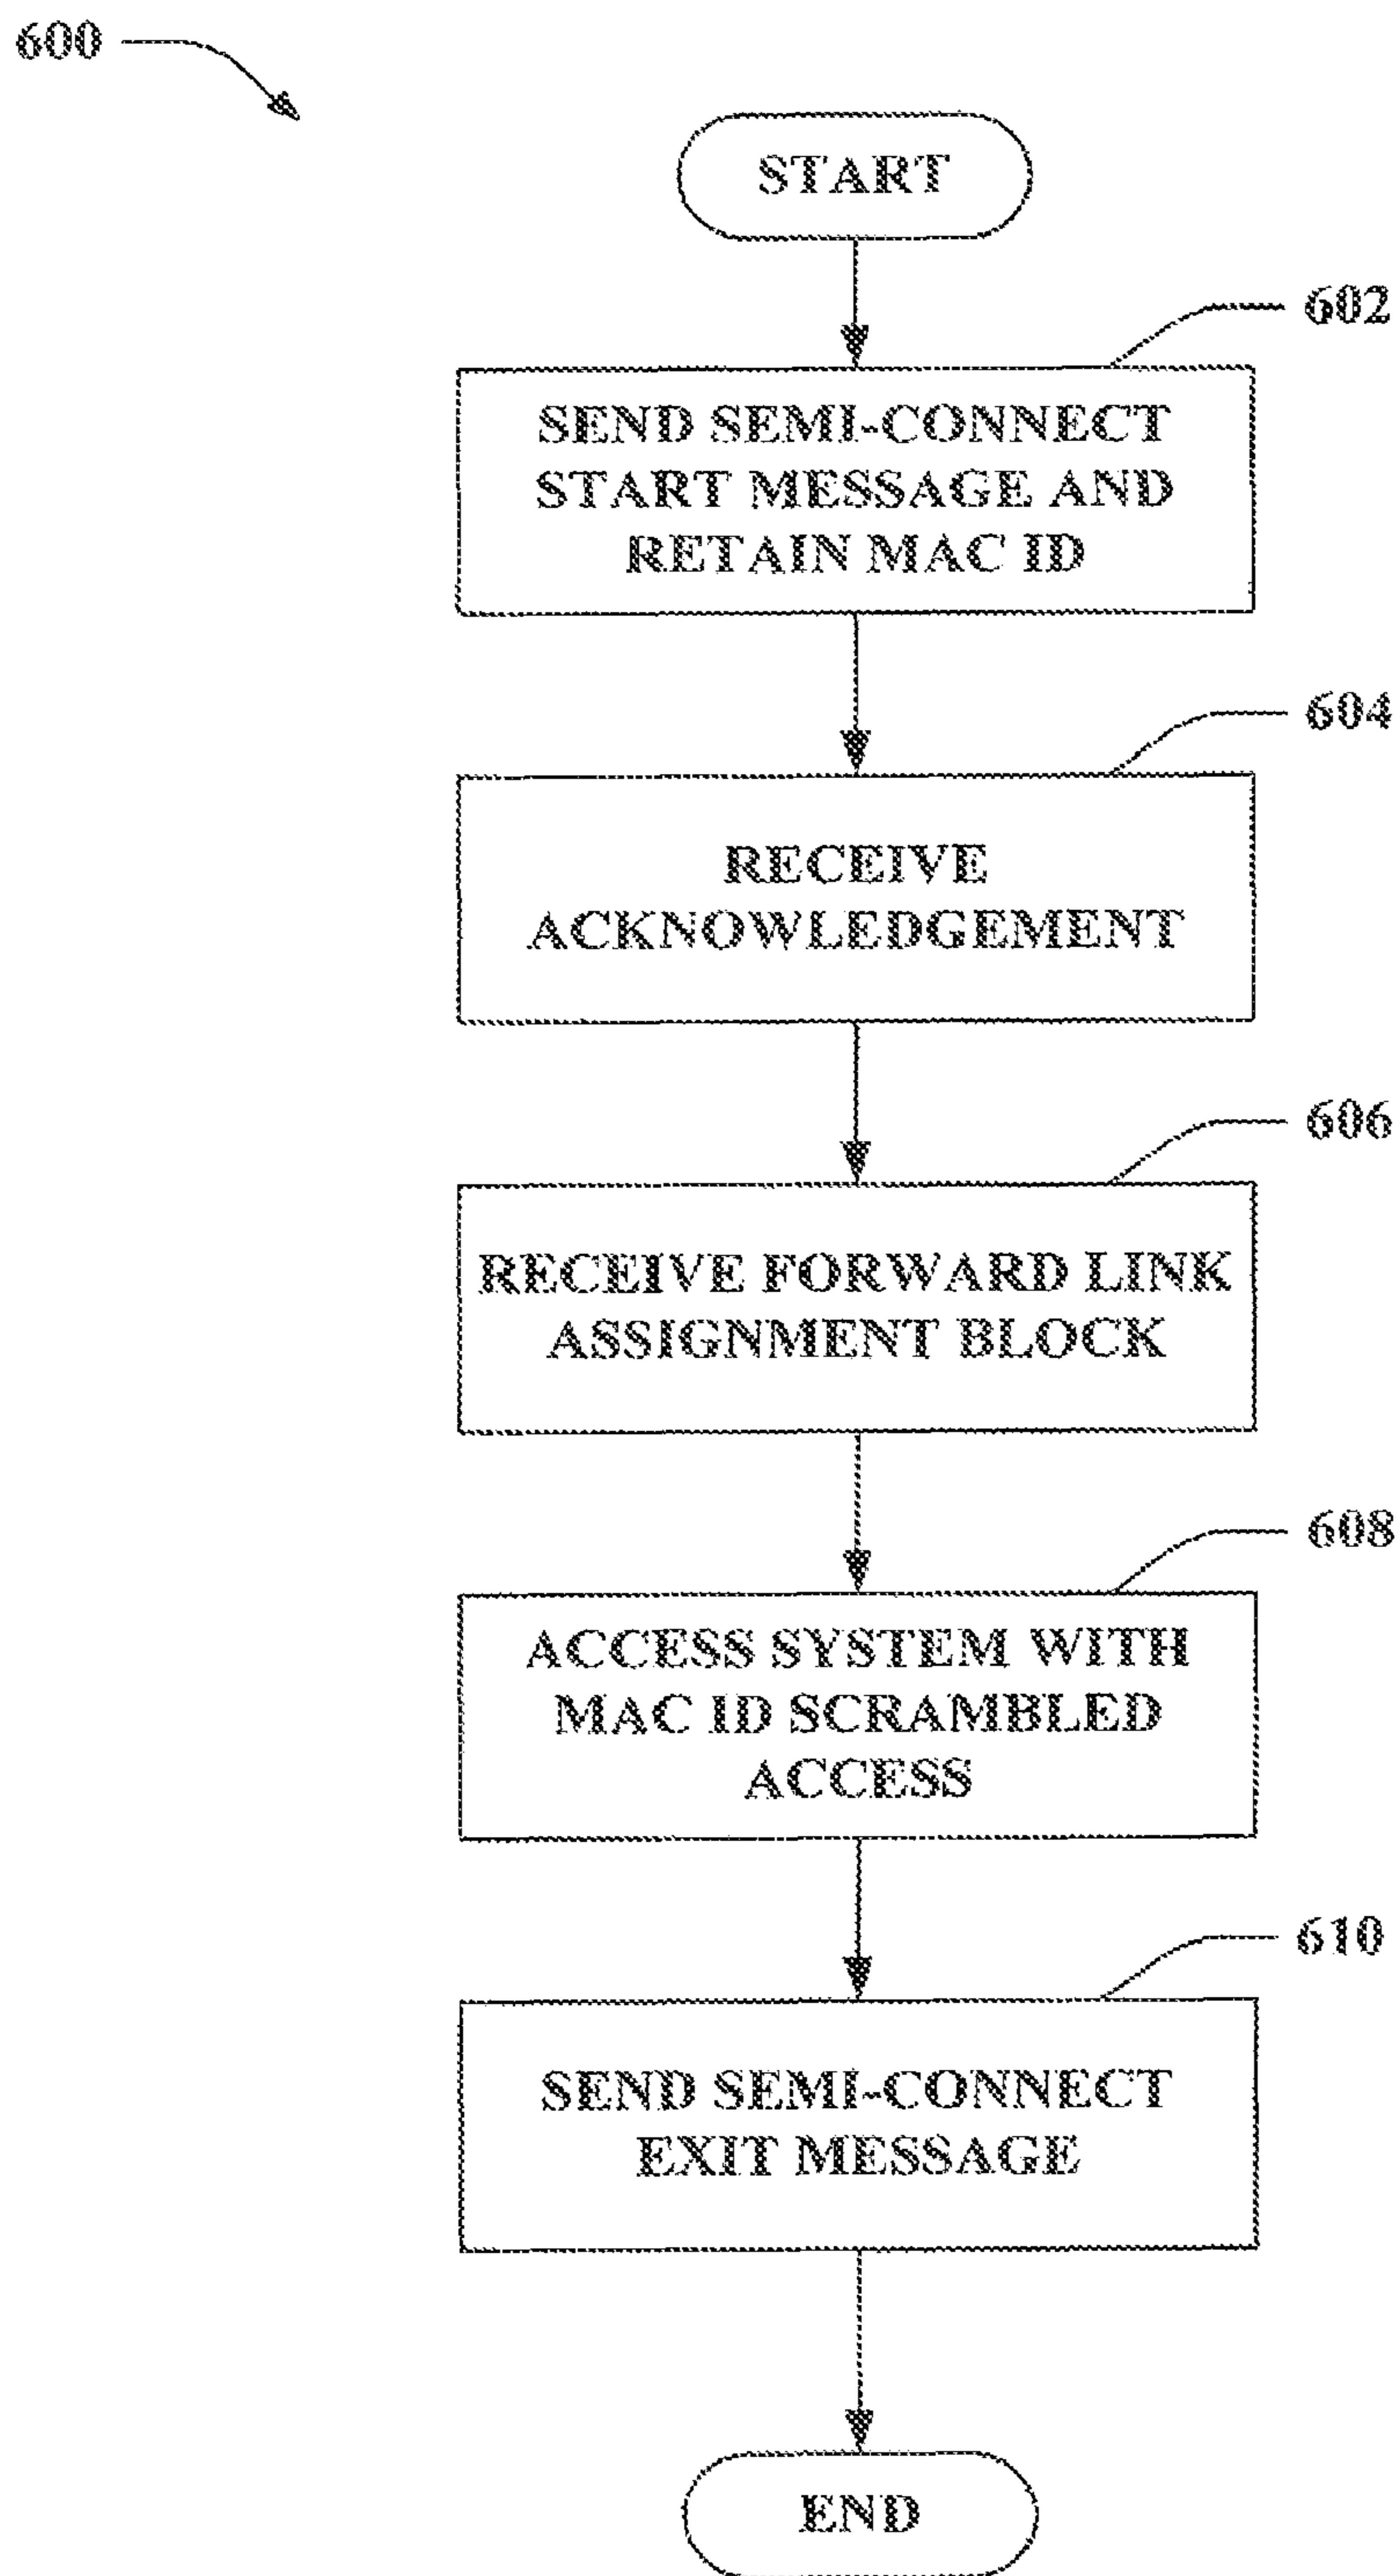 600
START
602
SEND SEMI-CONNECT
START MESSAGE AND
RETAIN MAC ID
604
RECEIVE
ACKNOWLEDGEMENT
606
RECEIVE FORWARD LINK
ASSIGNMENT BLOCK
608
ACCESS SYSTEM WITH
MAC ID SCRAMBLED
ACCESS
610
SEND SEMI-CONNECT
EXIT MESSAGE
END